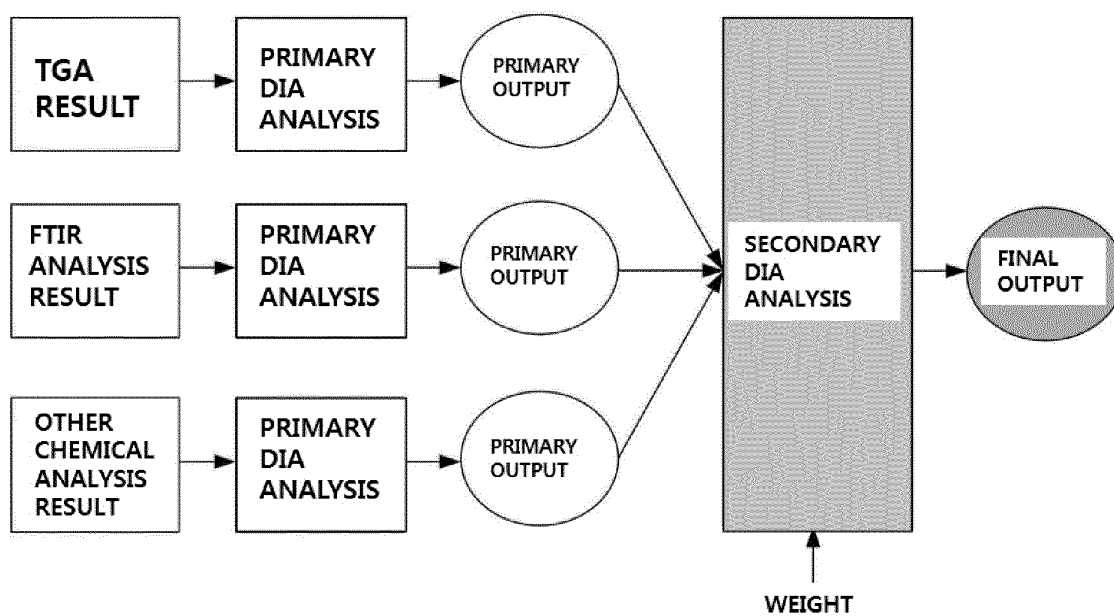 TGA
RESULT
PRIMARY
DIA
ANALYSIS
PRIMARY
OUTPUT
FTIR
ANALYSIS
RESULT
PRIMARY
DIA
ANALYSIS
PRIMARY
OUTPUT
OTHER
CHEMICAL
ANALYSIS
RESULT
PRIMARY
DIA
ANALYSIS
PRIMARY
OUTPUT
SECONDARY
DIA
ANALYSIS
FINAL
OUTPUT
WEIGHT